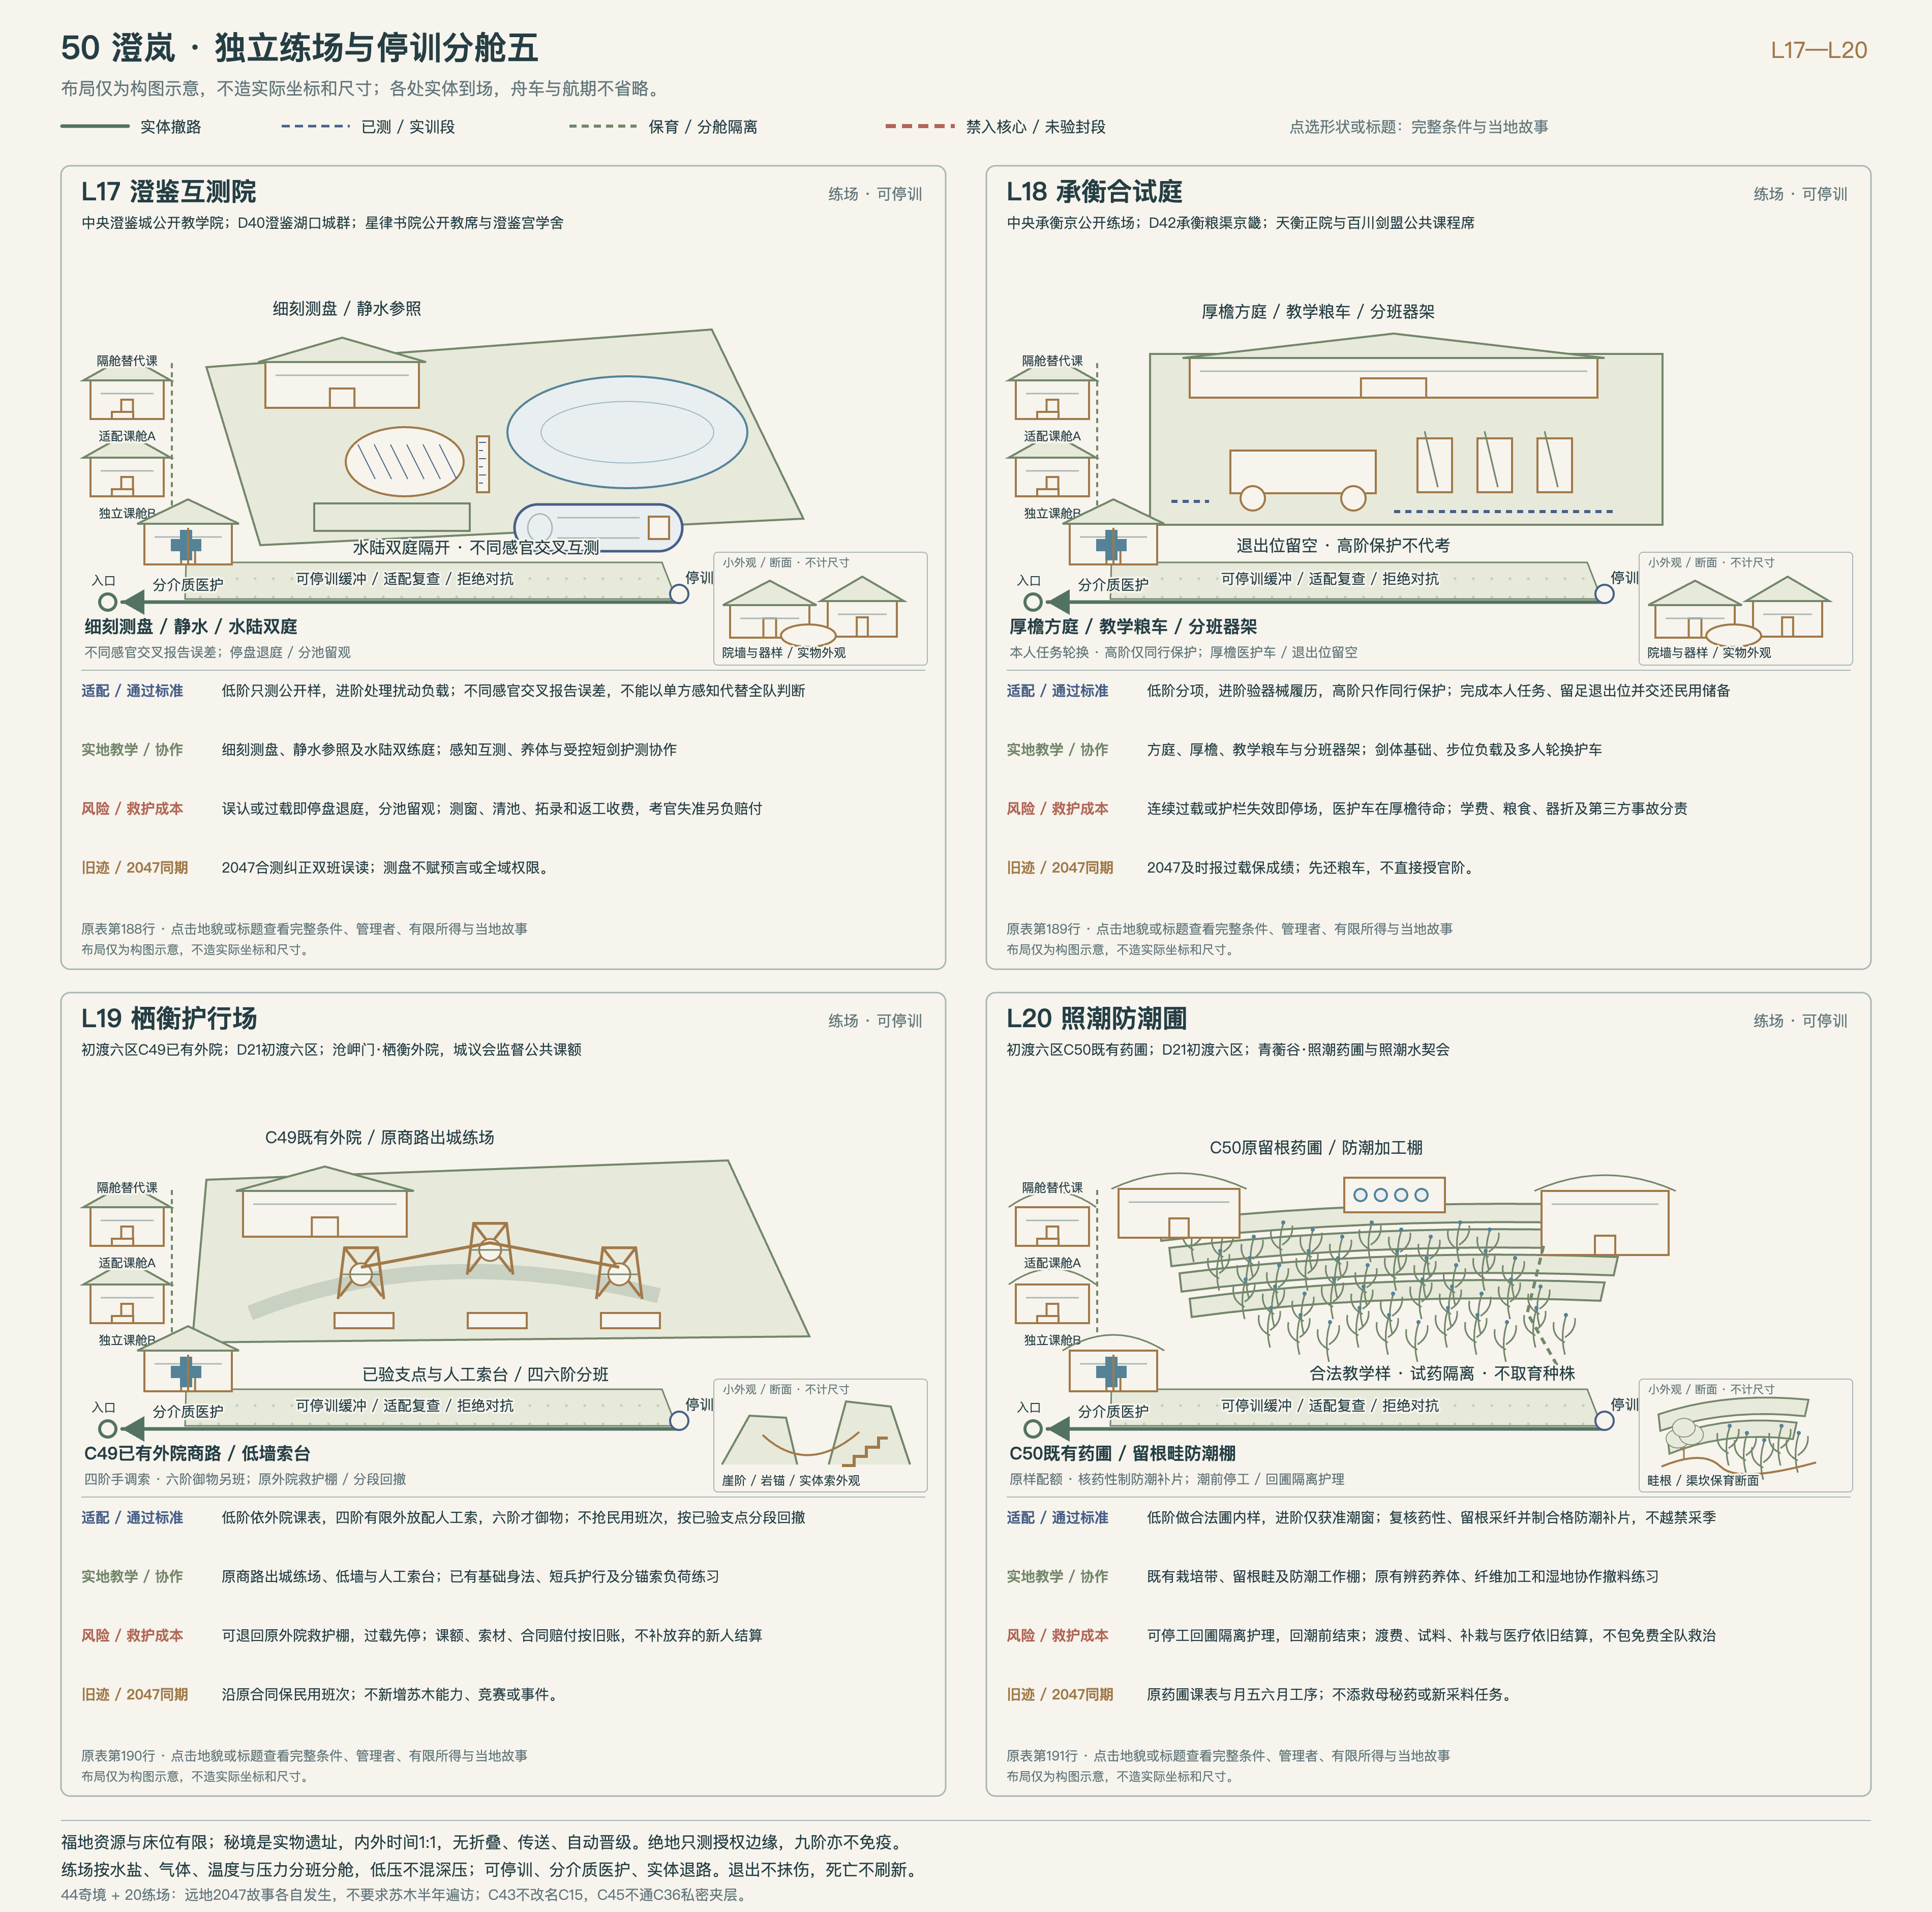 50 澄岚 · 独立练场与停训分舱五
L17—L20
布局仅为构图示意，不造实际坐标和尺寸；各处实体到场，舟车与航期不省略。
实体撤路
已测 / 实训段
保育 / 分舱隔离
禁入核心 / 未验封段
点选形状或标题：完整条件与当地故事
L17 澄鉴互测院
练场 · 可停训
中央澄鉴城公开教学院；D40澄鉴湖口城群；星律书院公开教席与澄鉴宫学舍
细刻测盘 / 静水参照
隔舱替代课
适配课舱A
独立课舱B
水陆双庭隔开 · 不同感官交叉互测
入口
分介质医护
可停训缓冲 / 适配复查 / 拒绝对抗
停训
小外观 / 断面 · 不计尺寸
院墙与器样 / 实物外观
细刻测盘 / 静水 / 水陆双庭
不同感官交叉报告误差；停盘退庭 / 分池留观
适配 / 通过标准
低阶只测公开样，进阶处理扰动负载；不同感官交叉报告误差，不能以单方感知代替全队判断
实地教学 / 协作
细刻测盘、静水参照及水陆双练庭；感知互测、养体与受控短剑护测协作
风险 / 救护成本
误认或过载即停盘退庭，分池留观；测窗、清池、拓录和返工收费，考官失准另负赔付
旧迹 / 2047同期
2047合测纠正双班误读；测盘不赋预言或全域权限。
原表第188行 · 点击地貌或标题查看完整条件、管理者、有限所得与当地故事
布局仅为构图示意，不造实际坐标和尺寸。
L18 承衡合试庭
练场 · 可停训
中央承衡京公开练场；D42承衡粮渠京畿；天衡正院与百川剑盟公共课程席
厚檐方庭 / 教学粮车 / 分班器架
隔舱替代课
适配课舱A
独立课舱B
退出位留空 · 高阶保护不代考
入口
分介质医护
可停训缓冲 / 适配复查 / 拒绝对抗
停训
小外观 / 断面 · 不计尺寸
院墙与器样 / 实物外观
厚檐方庭 / 教学粮车 / 分班器架
本人任务轮换 · 高阶仅同行保护；厚檐医护车 / 退出位留空
适配 / 通过标准
低阶分项，进阶验器械履历，高阶只作同行保护；完成本人任务、留足退出位并交还民用储备
实地教学 / 协作
方庭、厚檐、教学粮车与分班器架；剑体基础、步位负载及多人轮换护车
风险 / 救护成本
连续过载或护栏失效即停场，医护车在厚檐待命；学费、粮食、器折及第三方事故分责
旧迹 / 2047同期
2047及时报过载保成绩；先还粮车，不直接授官阶。
原表第189行 · 点击地貌或标题查看完整条件、管理者、有限所得与当地故事
布局仅为构图示意，不造实际坐标和尺寸。
L19 栖衡护行场
练场 · 可停训
初渡六区C49已有外院；D21初渡六区；沧岬门·栖衡外院，城议会监督公共课额
C49既有外院 / 原商路出城练场
隔舱替代课
适配课舱A
独立课舱B
已验支点与人工索台 / 四六阶分班
入口
分介质医护
可停训缓冲 / 适配复查 / 拒绝对抗
停训
小外观 / 断面 · 不计尺寸
崖阶 / 岩锚 / 实体索外观
C49已有外院商路 / 低墙索台
四阶手调索 · 六阶御物另班；原外院救护棚 / 分段回撤
适配 / 通过标准
低阶依外院课表，四阶有限外放配人工索，六阶才御物；不抢民用班次，按已验支点分段回撤
实地教学 / 协作
原商路出城练场、低墙与人工索台；已有基础身法、短兵护行及分锚索负荷练习
风险 / 救护成本
可退回原外院救护棚，过载先停；课额、索材、合同赔付按旧账，不补放弃的新人结算
旧迹 / 2047同期
沿原合同保民用班次；不新增苏木能力、竞赛或事件。
原表第190行 · 点击地貌或标题查看完整条件、管理者、有限所得与当地故事
布局仅为构图示意，不造实际坐标和尺寸。
L20 照潮防潮圃
练场 · 可停训
初渡六区C50既有药圃；D21初渡六区；青蘅谷·照潮药圃与照潮水契会
C50原留根药圃 / 防潮加工棚
隔舱替代课
适配课舱A
独立课舱B
合法教学样 · 试药隔离 · 不取育种株
入口
分介质医护
可停训缓冲 / 适配复查 / 拒绝对抗
停训
小外观 / 断面 · 不计尺寸
畦根 / 渠坎保育断面
C50既有药圃 / 留根畦防潮棚
原样配额 · 核药性制防潮补片；潮前停工 / 回圃隔离护理
适配 / 通过标准
低阶做合法圃内样，进阶仅获准潮窗；复核药性、留根采纤并制合格防潮补片，不越禁采季
实地教学 / 协作
既有栽培带、留根畦及防潮工作棚；原有辨药养体、纤维加工和湿地协作撤料练习
风险 / 救护成本
可停工回圃隔离护理，回潮前结束；渡费、试料、补栽与医疗依旧结算，不包免费全队救治
旧迹 / 2047同期
原药圃课表与月五六月工序；不添救母秘药或新采料任务。
原表第191行 · 点击地貌或标题查看完整条件、管理者、有限所得与当地故事
布局仅为构图示意，不造实际坐标和尺寸。
福地资源与床位有限；秘境是实物遗址，内外时间1:1，无折叠、传送、自动晋级。绝地只测授权边缘，九阶亦不免疫。
练场按水盐、气体、温度与压力分班分舱，低压不混深压；可停训、分介质医护、实体退路。退出不抹伤，死亡不刷新。
44奇境 + 20练场：远地2047故事各自发生，不要求苏木半年遍访；C43不改名C15，C45不通C36私密夹层。